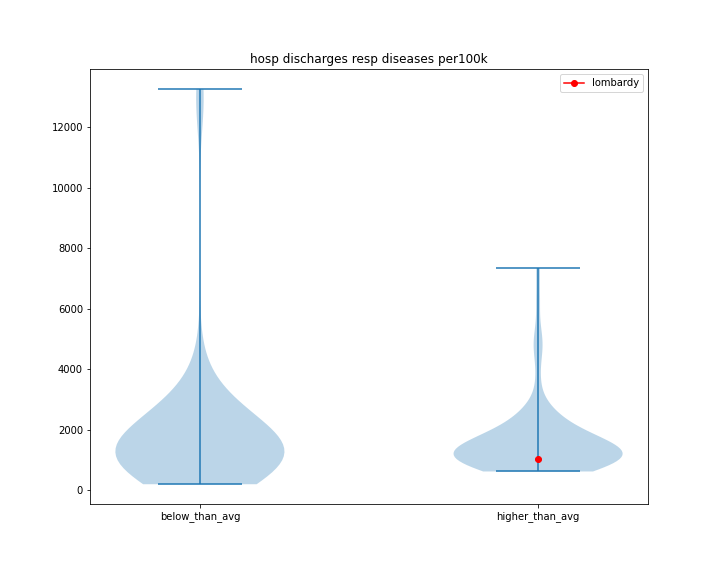 hosp discharges resp diseases per100k
lombardy
12000
10000
8000
6000
4000
2000
0
below_than_avg
higher_than_avg